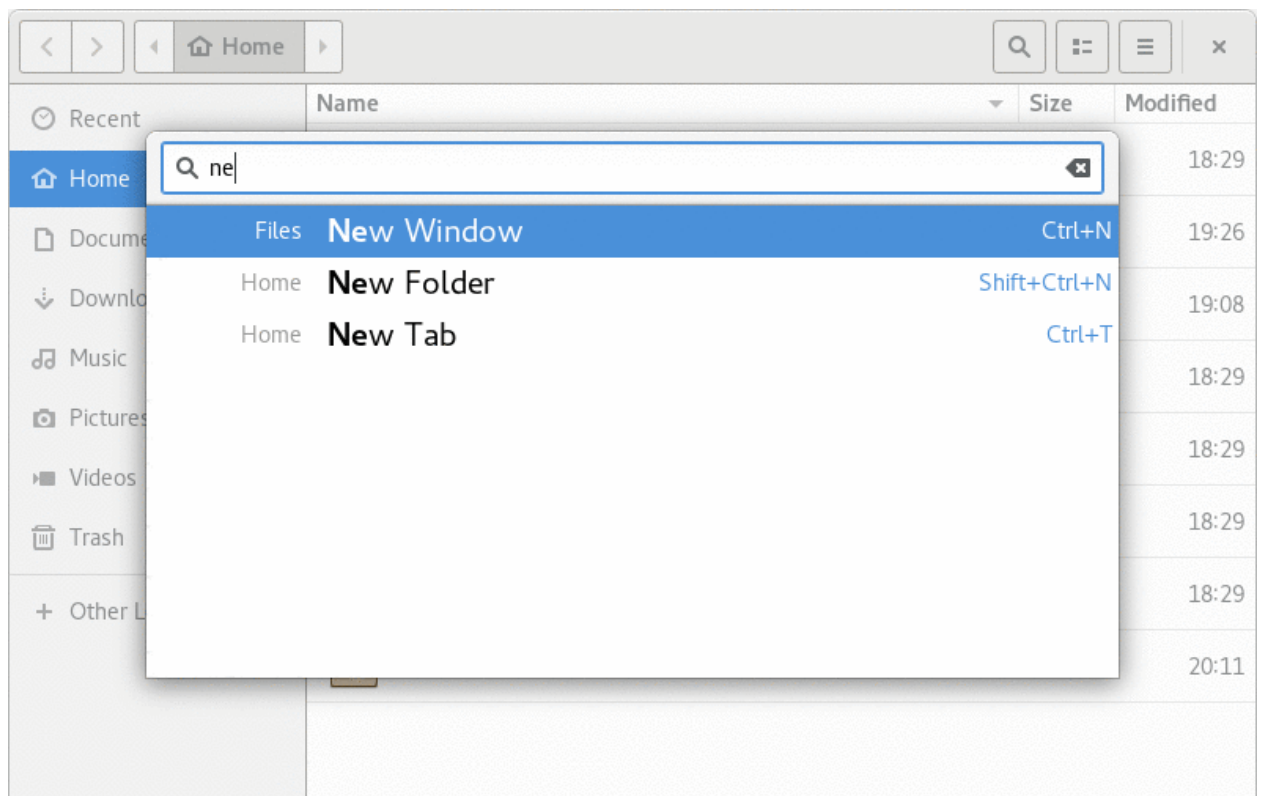 Home
Name Size Modified
Recent
18:29
ne
Home
Files New Window Ctrl+N
19:26
Docume
Home New Folder Shift+Ctrl+N
Downlo
19:08
Home New Tab Ctrl+T
Music
18:29
Pictures
18:29
Videos
18:29
Trash
18:29
Other L
20:11